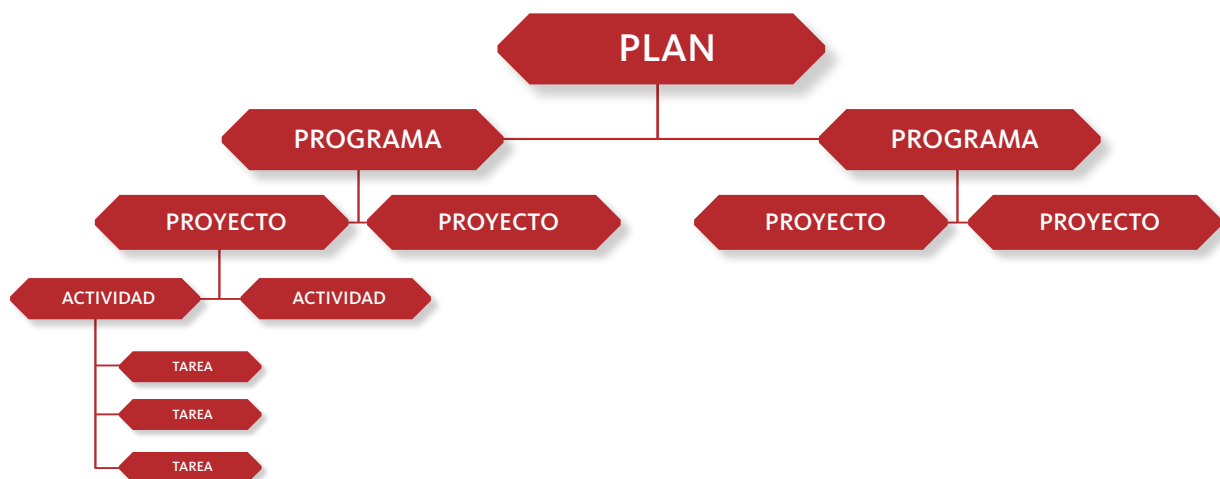 PLAN
PROGRAMA
PROGRAMA
PROYECTO
PROYECTO
PROYECTO
PROYECTO
ACTIVIDAD
ACTIVIDAD
TAREA
TAREA
TAREA